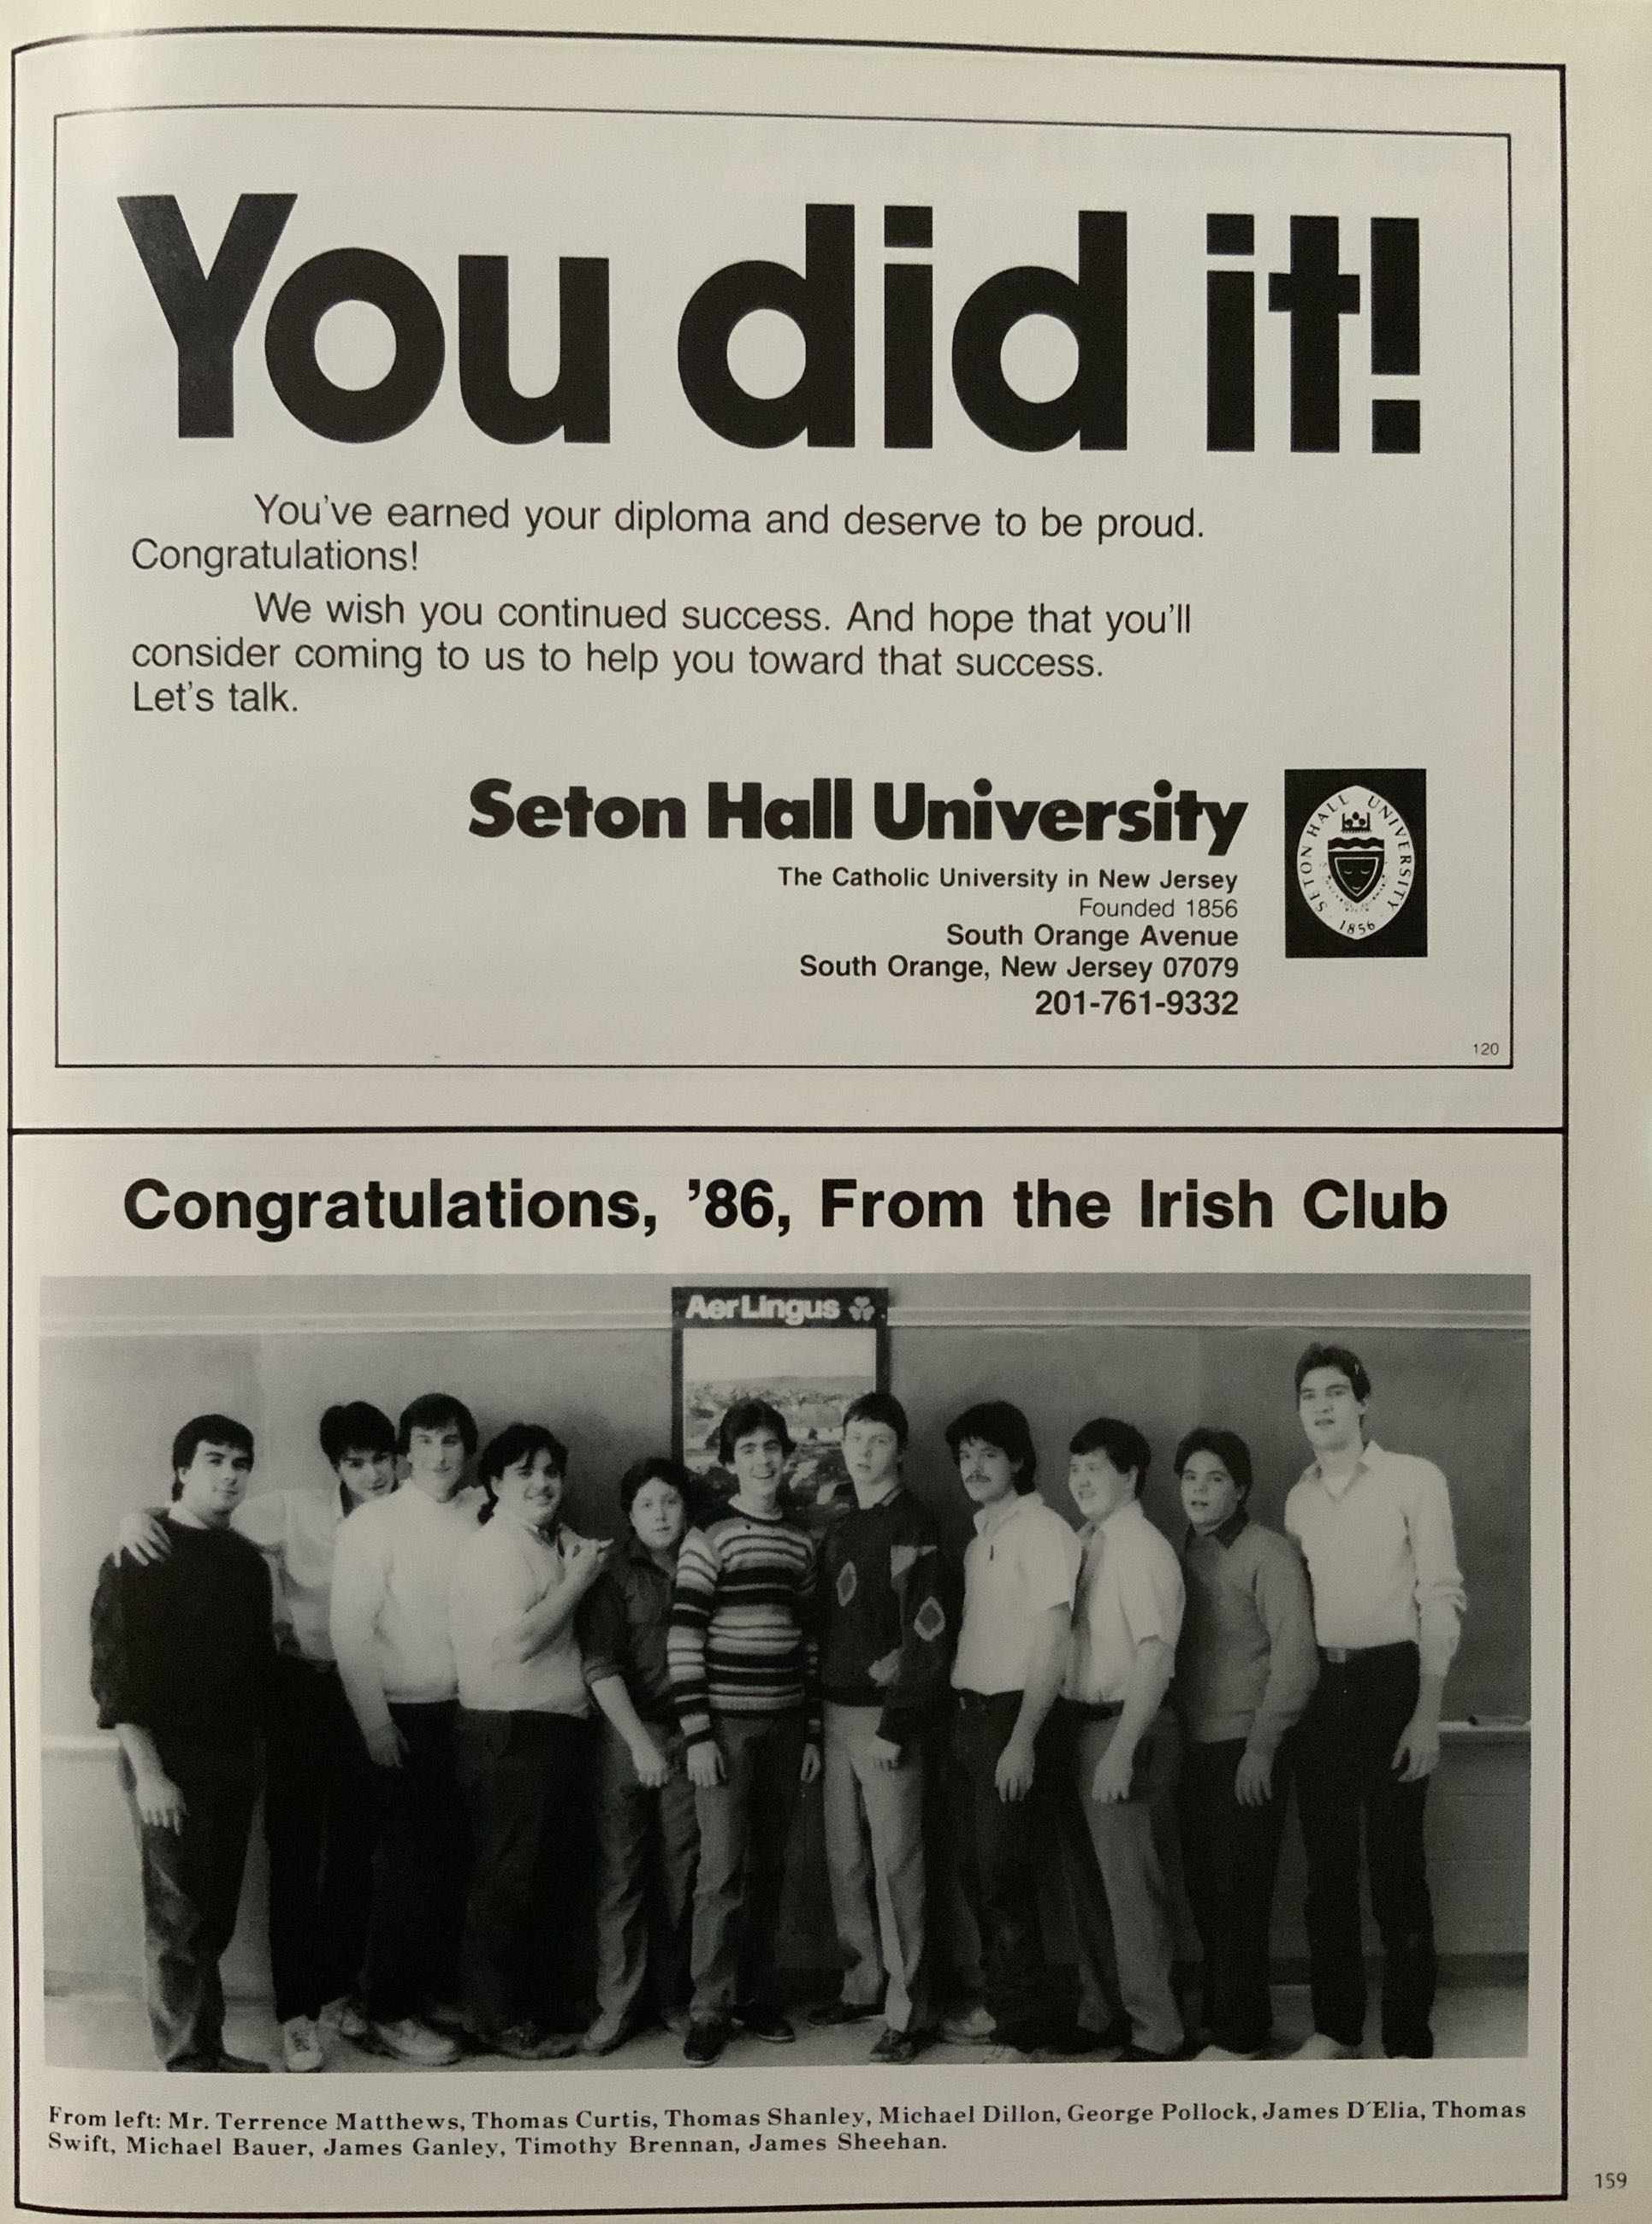 You did it!
You've earned your diploma and deserve to be proud.
Congratulations!
We wish you continued success. And hope that you'll
consider coming to us to help you toward that success.
Let's talk.
Seton Hall University
The Catholic University in New Jersey
Founded 1856
South Orange Avenue
South Orange, New Jersey 07079
201-761-9332
SETON HALL UNIVERSITY
1856
120
Congratulations, '86, From the Irish Club
AerLingus
From left: Mr. Terrence Matthews, Thomas Curtis, Thomas Shanley, Michael Dillon, George Pollock, James D'Elia, Thomas
Swift, Michael Bauer, James Ganley, Timothy Brennan, James Sheehan.
159